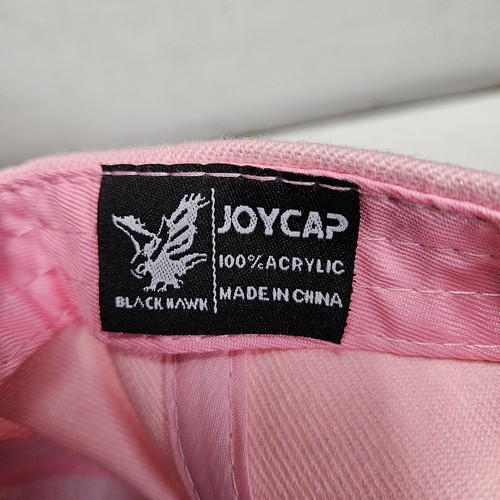 BLACK HAWK
JOYCAP
100% ACRYLIC
MADE IN CHINA